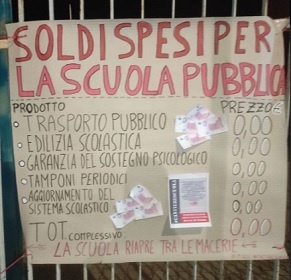 SOLDI SPESI PER
LA SCUOLA PUBBLICA
PRODOTTO PREZZO €
TRASPORTO PUBBLICO 0,00
EDILIZIA SCOLASTICA 0,00
GARANZIA DEL SOSTEGNO PSICOLOGICO 0,00
TAMPONI PERIODICI 0,00
AGGIORNAMENTO DEL
SISTEMA SCOLASTICO 0,00
TOT. COMPLESSIVO 0,00
LA SCUOLA RIAPRE TRA LE MACERIE